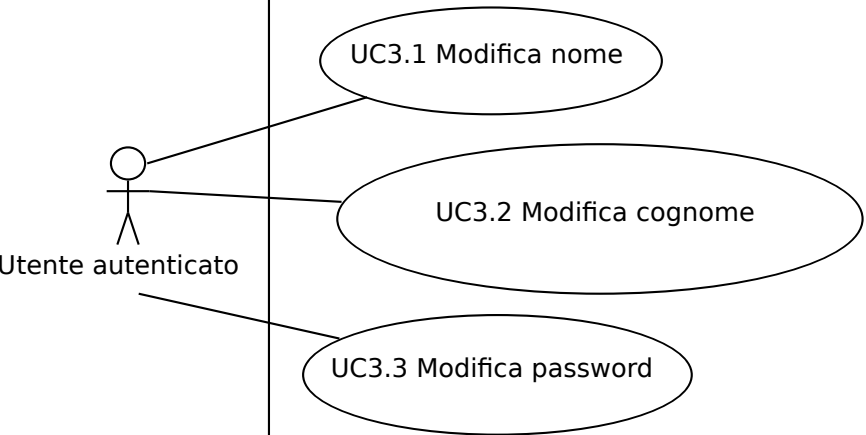 UC3.1 Modifica nome
UC3.2 Modifica cognome
Utente autenticato
UC3.3 Modifica password